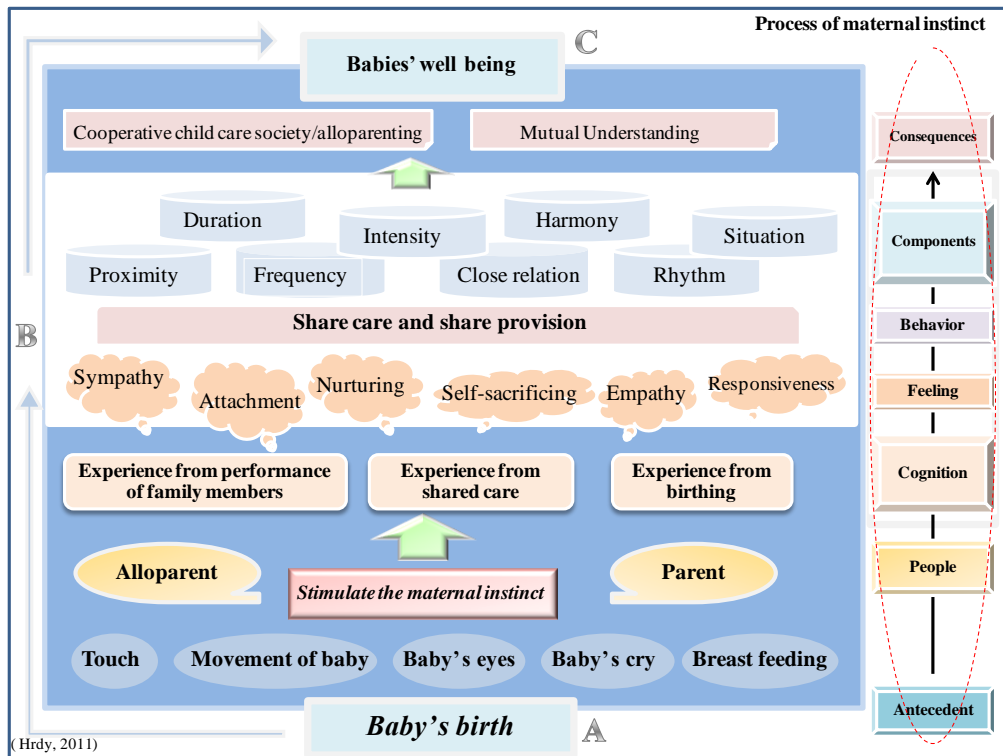 Process of maternal instinct
C
Babies' well being
Cooperative child care society/alloparenting
Mutual Understanding
Duration
Intensity
Harmony
Situation
Proximity
Frequency
Close relation
Rhythm
B
Share care and share provision
Sympathy
Attachment
Nurturing
Self-sacrificing
Empathy
Responsiveness
Experience from performance
of family members
Experience from
shared care
Experience from
birthing
Alloparent
Stimulate the maternal instinct
Parent
Touch
Movement of baby
Baby's eyes
Baby's cry
Breast feeding
Baby's birth
A
( Hrdy, 2011)
Consequences
Components
Behavior
Feeling
Cognition
People
Antecedent